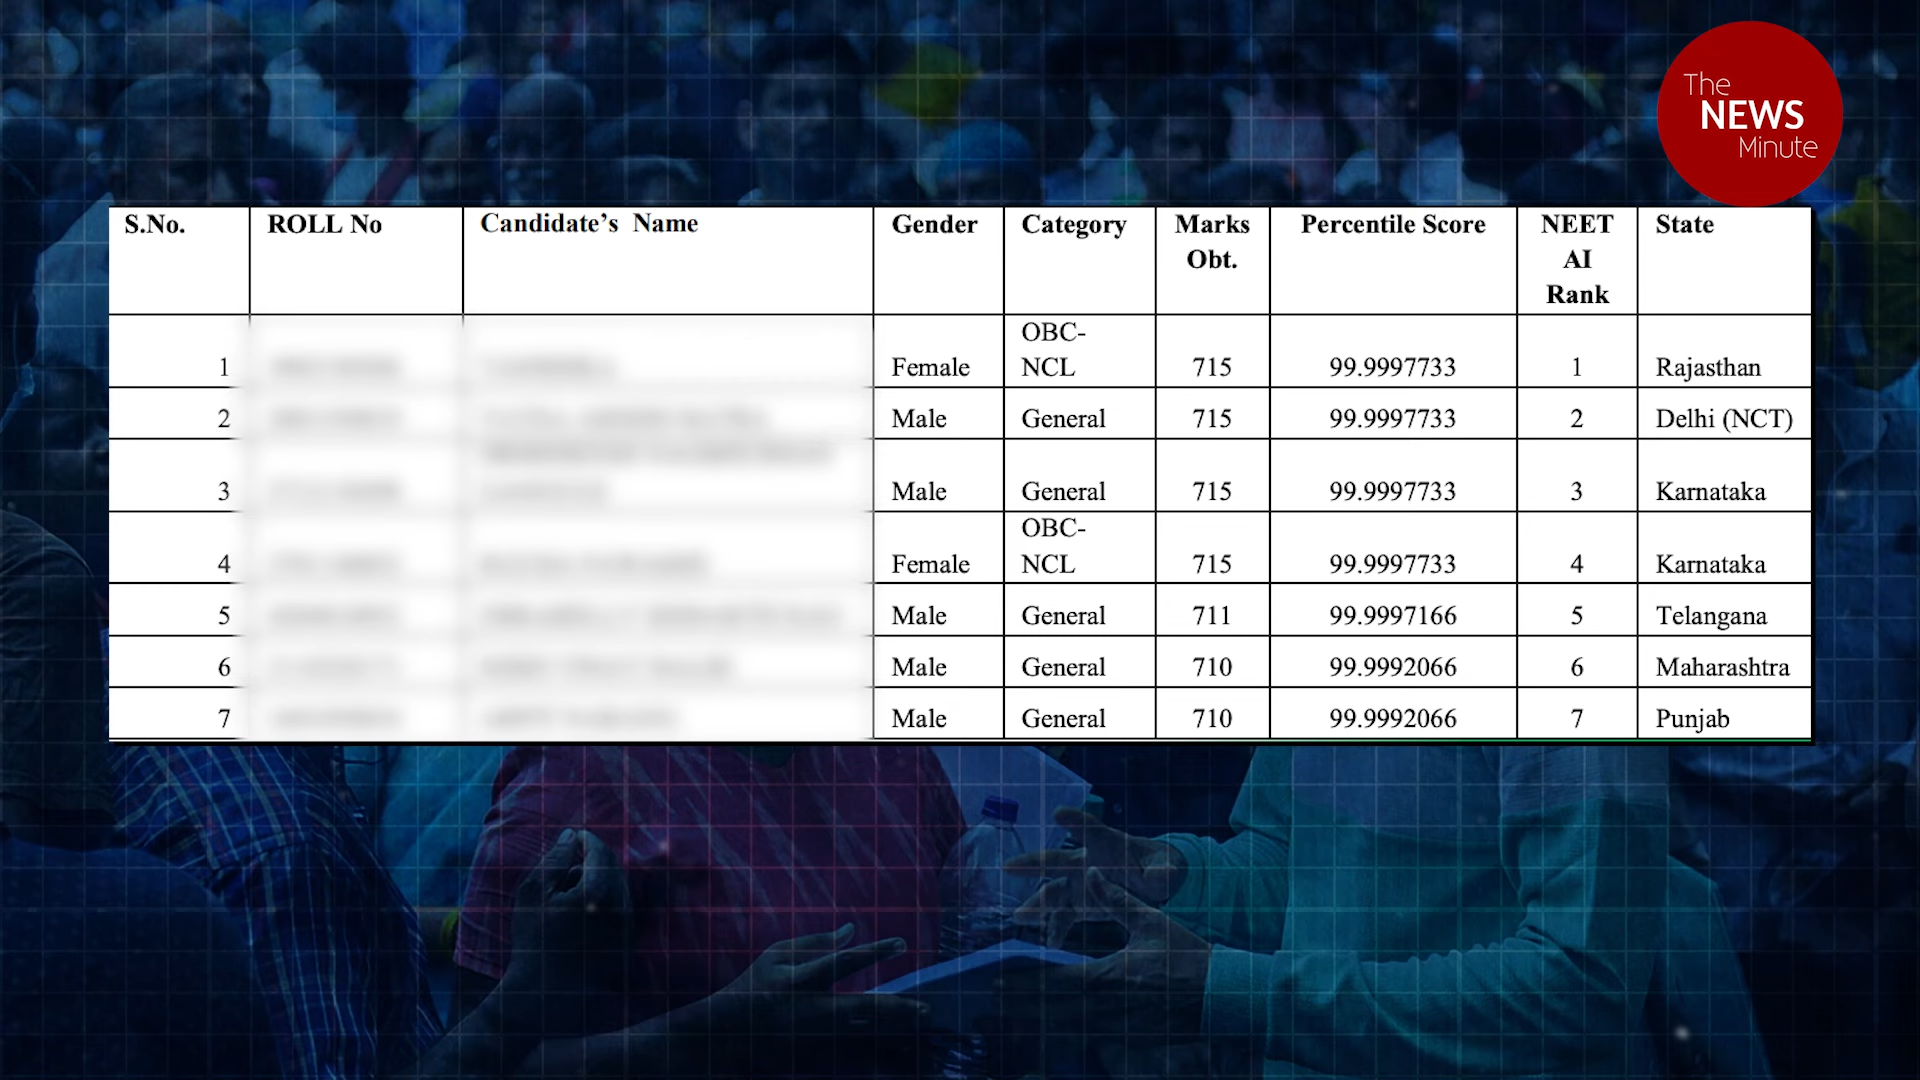 The
NEWS
Minute
S.No. ROLL No Candidate’s Name Gender Category Marks Obt. Percentile Score NEET AI Rank State
1 Female OBC-NCL 715 99.9997733 1 Rajasthan
2 Male General 715 99.9997733 2 Delhi (NCT)
3 Male General 715 99.9997733 3 Karnataka
4 Female OBC-NCL 715 99.9997733 4 Karnataka
5 Male General 711 99.9997166 5 Telangana
6 Male General 710 99.9992066 6 Maharashtra
7 Male General 710 99.9992066 7 Punjab